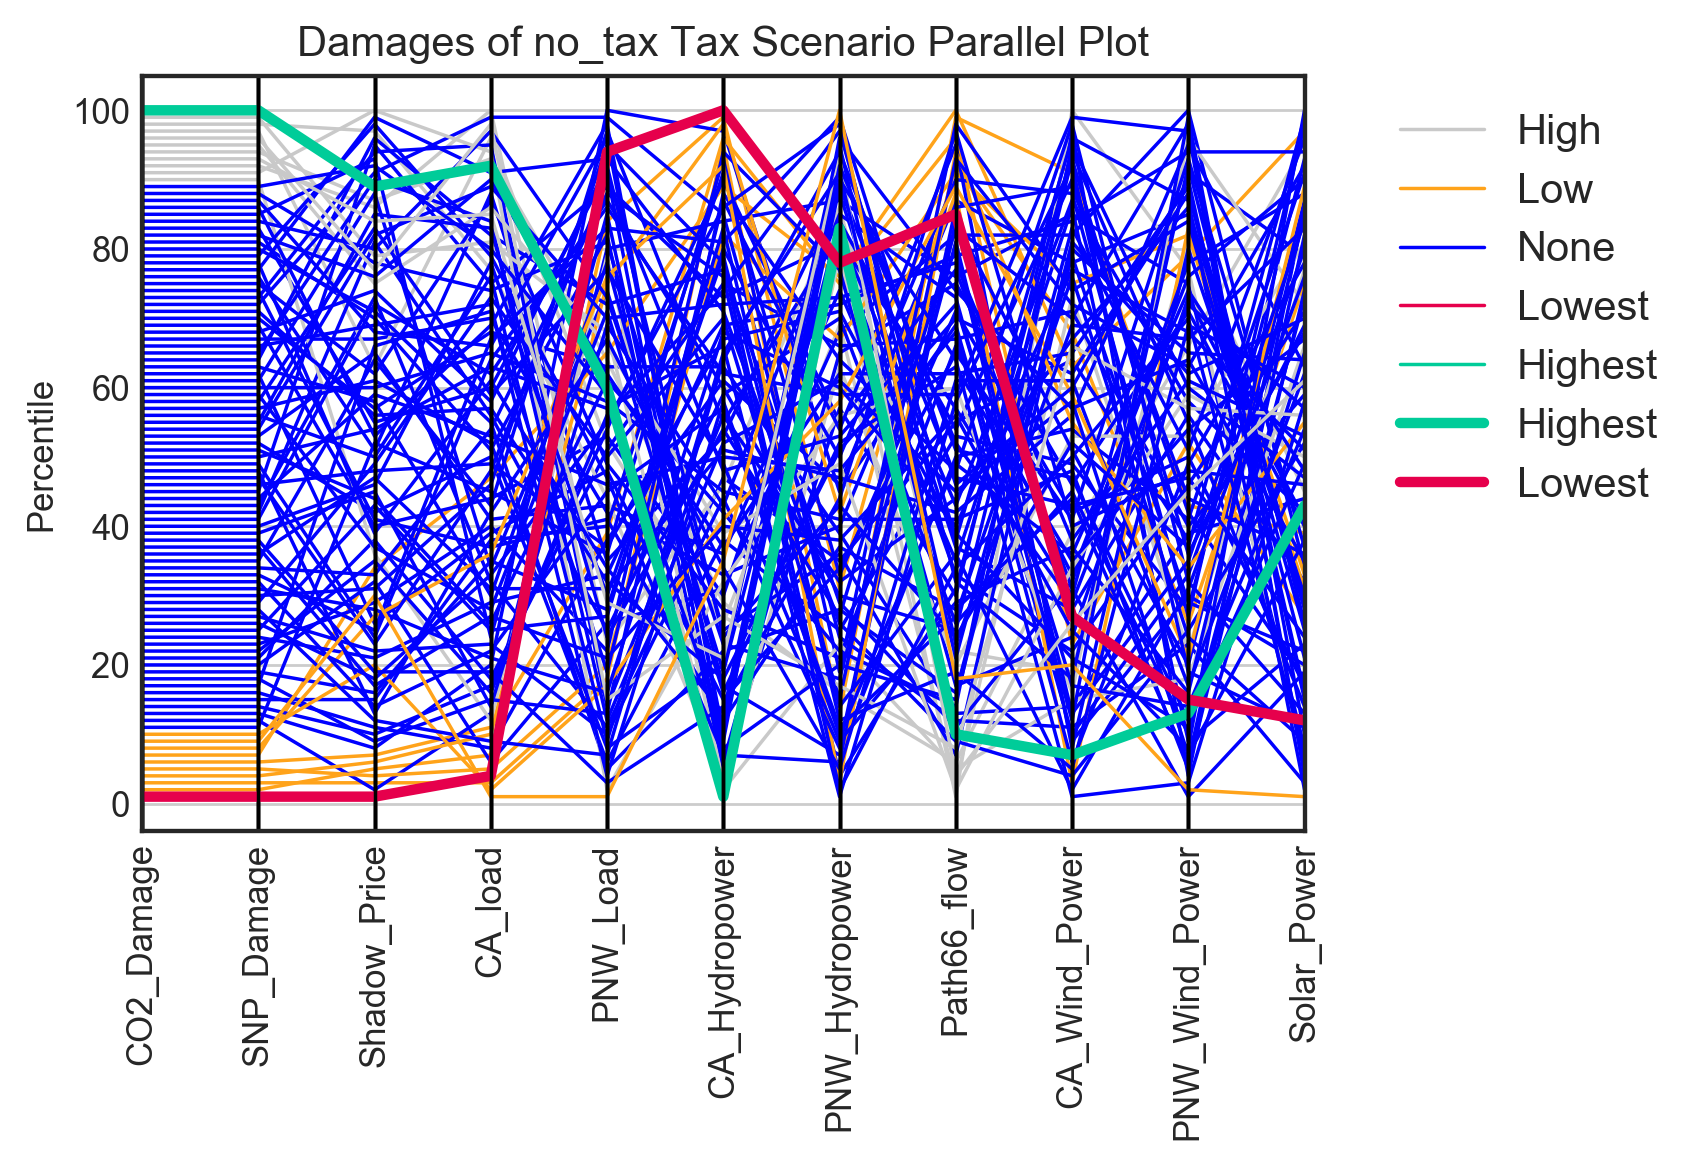 Damages of no_tax Tax Scenario Parallel Plot
100
80
60
40
20
0
Percentile
CO2_Damage
SNP_Damage
Shadow_Price
CA_load
PNW_Load
CA_Hydropower
PNW_Hydropower
Path66_flow
CA_Wind_Power
PNW_Wind_Power
Solar_Power
High
Low
None
Lowest
Highest
Highest
Lowest